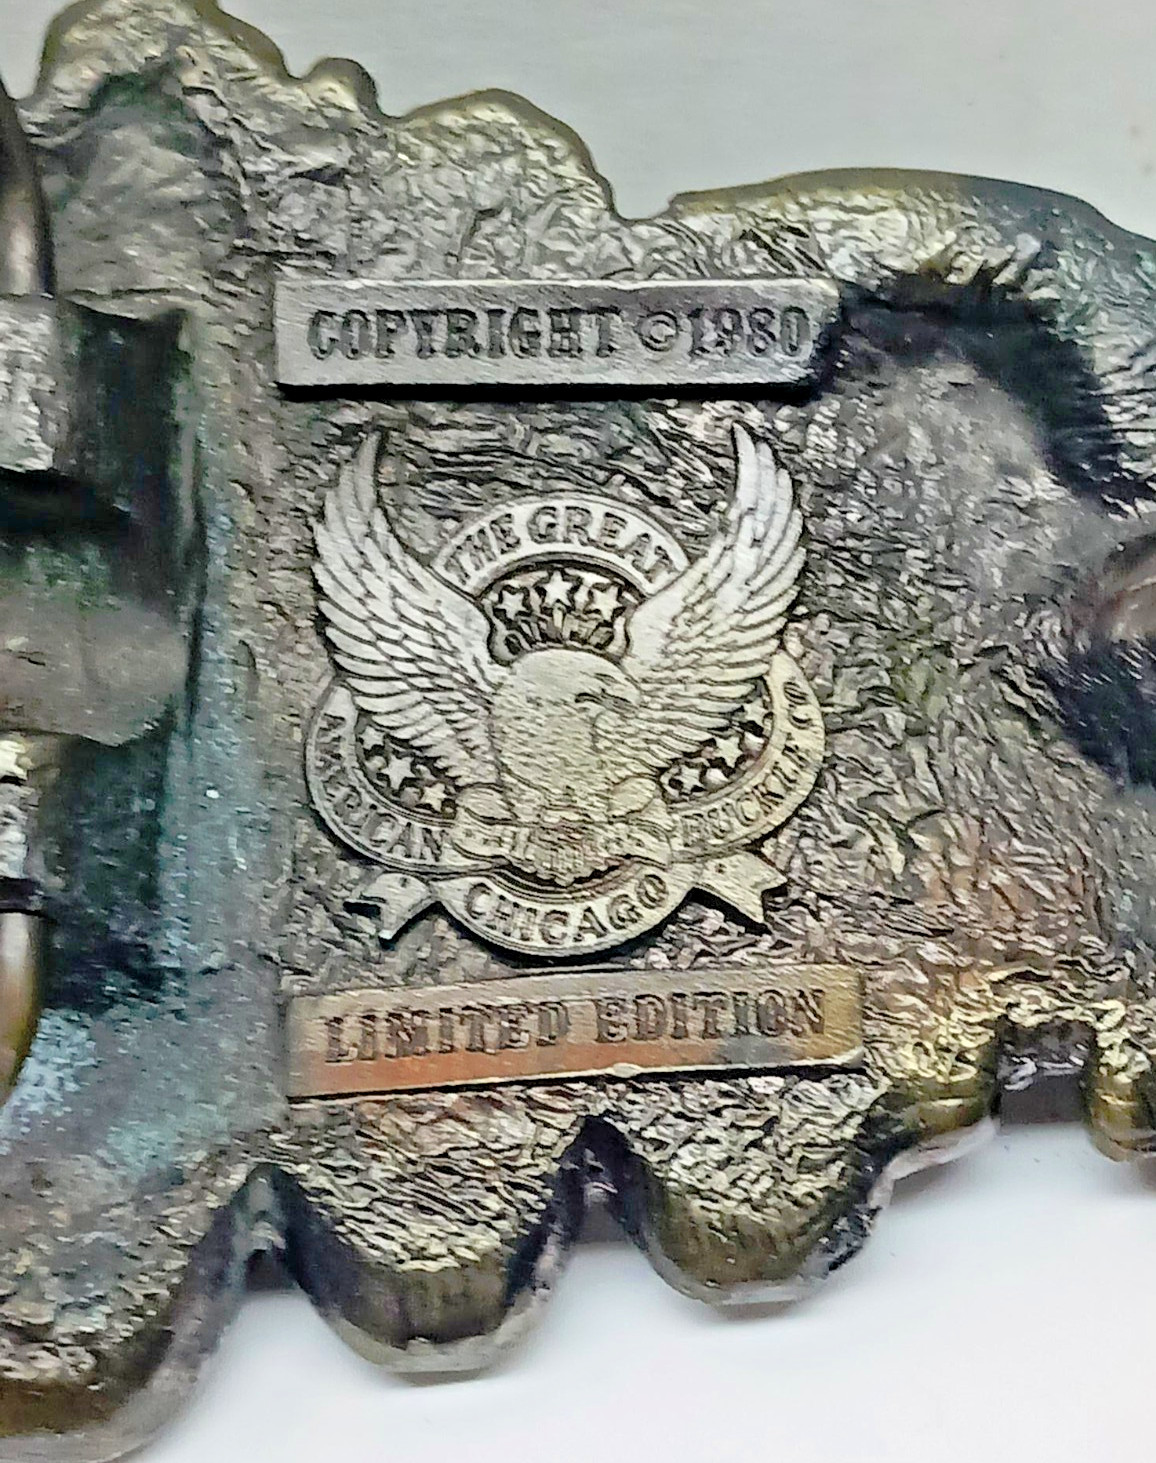 COPYRIGHT ©1980
THE GREAT
AMERICAN BUCKLE CO
CHICAGO
LIMITED EDITION